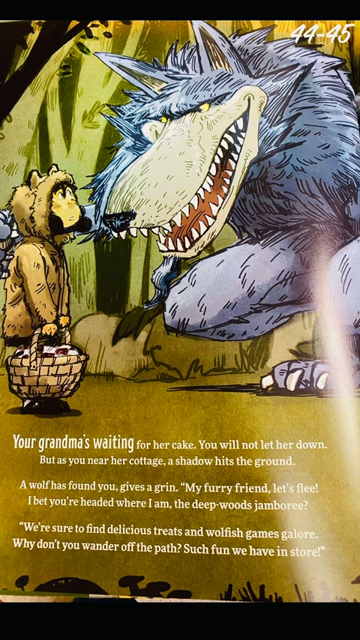 44-45
Your grandma's waiting for her cake. You will not let her down.
But as you near her cottage, a shadow hits the ground.
A wolf has found you, gives a grin. "My furry friend, let's flee!
I bet you're headed where I am, the deep-woods jamboree?
"We're sure to find delicious treats and wolfish games galore.
Why don't you wander off the path? Such fun we have in store!"